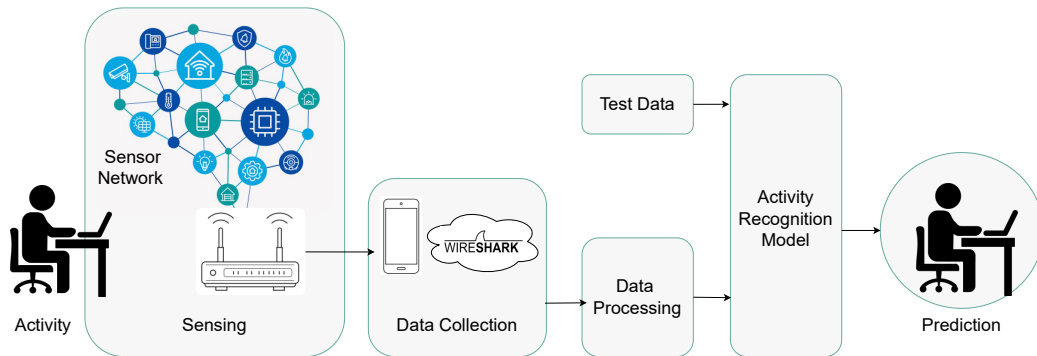 Sensor
Network
Activity
Sensing
WIRESHARK
Data Collection
Test Data
Data
Processing
Activity
Recognition
Model
Prediction